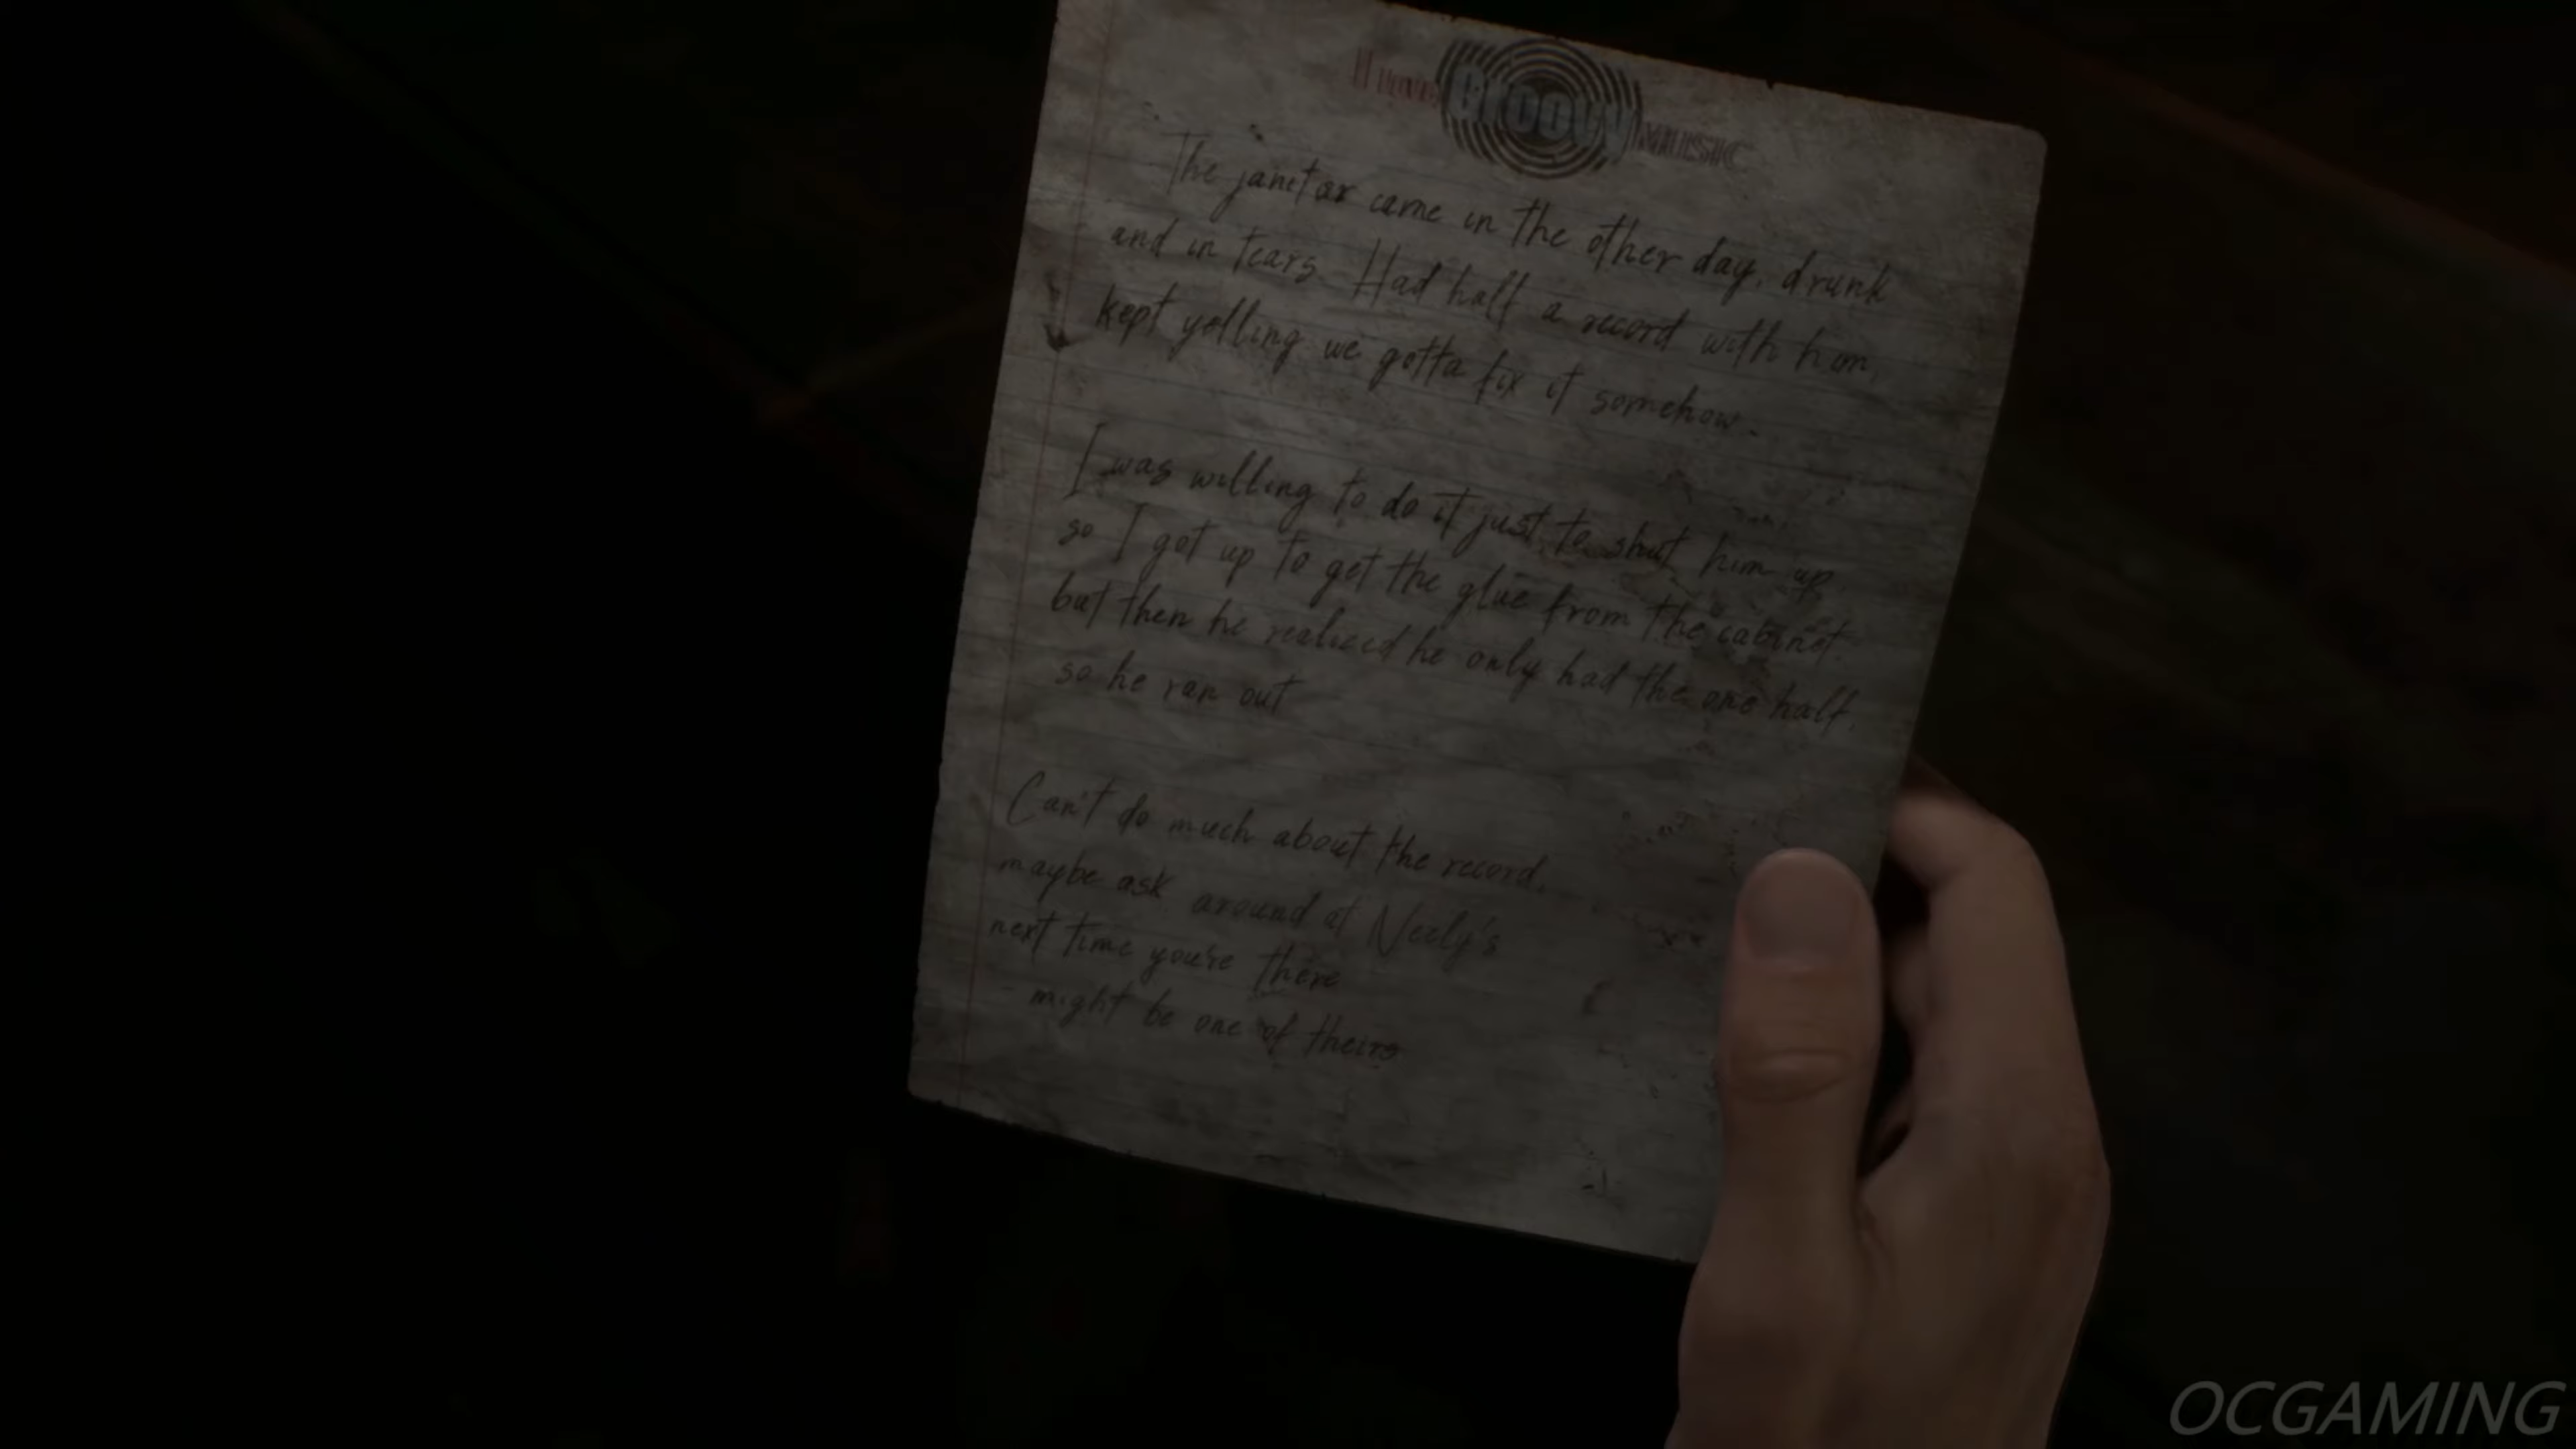 GROOVY MUSIC
The janitor came in the other day, drunk
and in tears. Had half a record with him,
kept yelling we gotta fix it somehow.
I was willing to do it just to shut him up
so I got up to get the glue from the cabinet.
but then he realized he only had the one half.
so he ran out
Can't do much about the record,
maybe ask around at Neely's
next time you're there
- might be one of theirs
OCGAMING